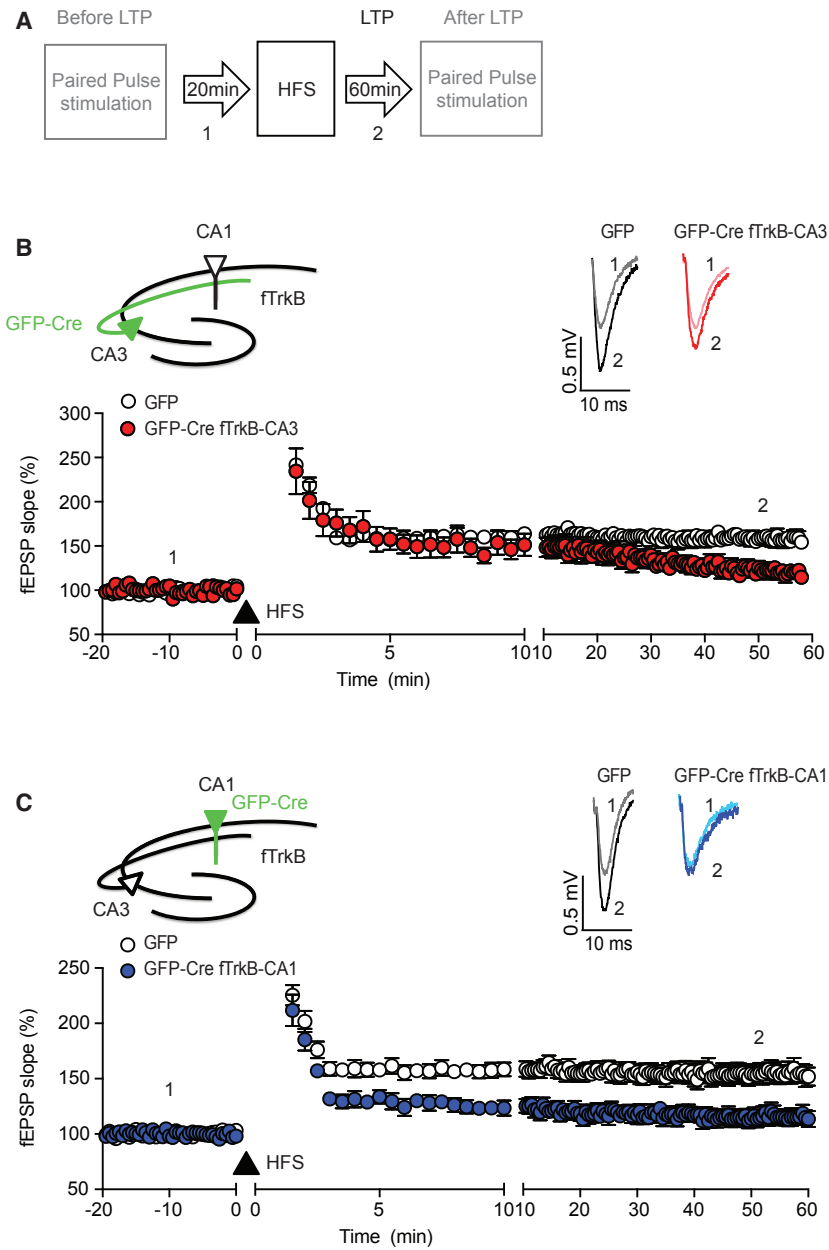 A
Before LTP
LTP
After LTP
Paired Pulse
stimulation
20min
HFS
60min
Paired Pulse
stimulation
1
2
B
CA1
fTrkB
GFP-Cre
CA3
GFP
GFP-Cre fTrkB-CA3
1
1
2
2
0.5 mV
10 ms
GFP
GFP-Cre fTrkB-CA3
300
250
200
150
100
50
fEPSP slope (%)
1
2
HFS
-20
-10
0
0
5
10
10
20
30
40
50
60
Time (min)
C
CA1
GFP-Cre
fTrkB
CA3
GFP
GFP-Cre fTrkB-CA1
1
1
2
2
0.5 mV
10 ms
GFP
GFP-Cre fTrkB-CA1
250
200
150
100
50
fEPSP slope (%)
1
2
HFS
-20
-10
0
0
5
10
10
20
30
40
50
60
Time (min)